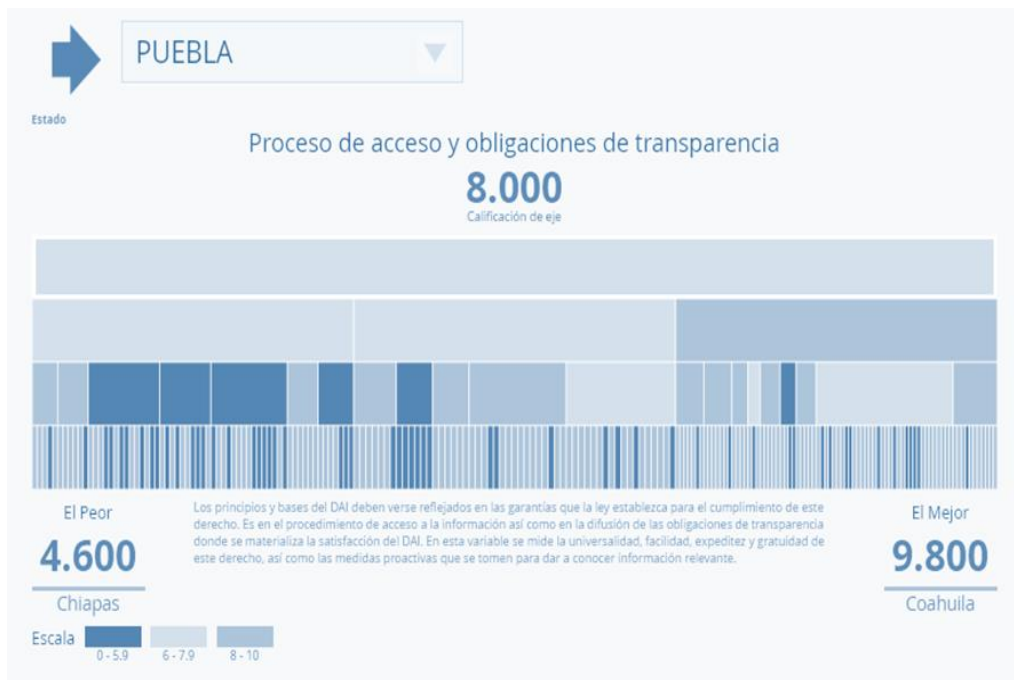 PUEBLA
Estado
Proceso de acceso y obligaciones de transparencia
8.000
Calificación de eje
El Peor
4.600
Chiapas
Los principios y bases del DAI deben verse reflejados en las garantías que la ley establezca para el cumplimiento de este
derecho. Es en el procedimiento de acceso a la información así como en la difusión de las obligaciones de transparencia
donde se materializa la satisfacción del DAI. En esta variable se mide la universalidad, facilidad, expeditez y gratuidad de
este derecho, así como las medidas proactivas que se tomen para dar a conocer información relevante.
El Mejor
9.800
Coahuila
Escala
0 - 5.9
6 - 7.9
8 - 10